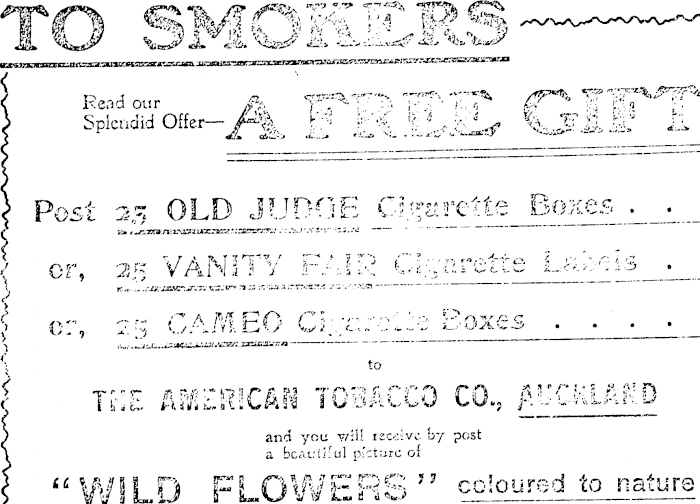 TO SMOKERS
Read our
Splendid Offer— A FREE GIFT
Post 25 OLD JUDGE Cigarette Boxes . .
or, 25 VANITY FAIR Cigarette Labels .
or, 25 CAMEO Cigarette Boxes . . . . .
to
THE AMERICAN TOBACCO CO., AUCKLAND
and you will receive by post
a beautiful picture of
"WILD FLOWERS" coloured to nature